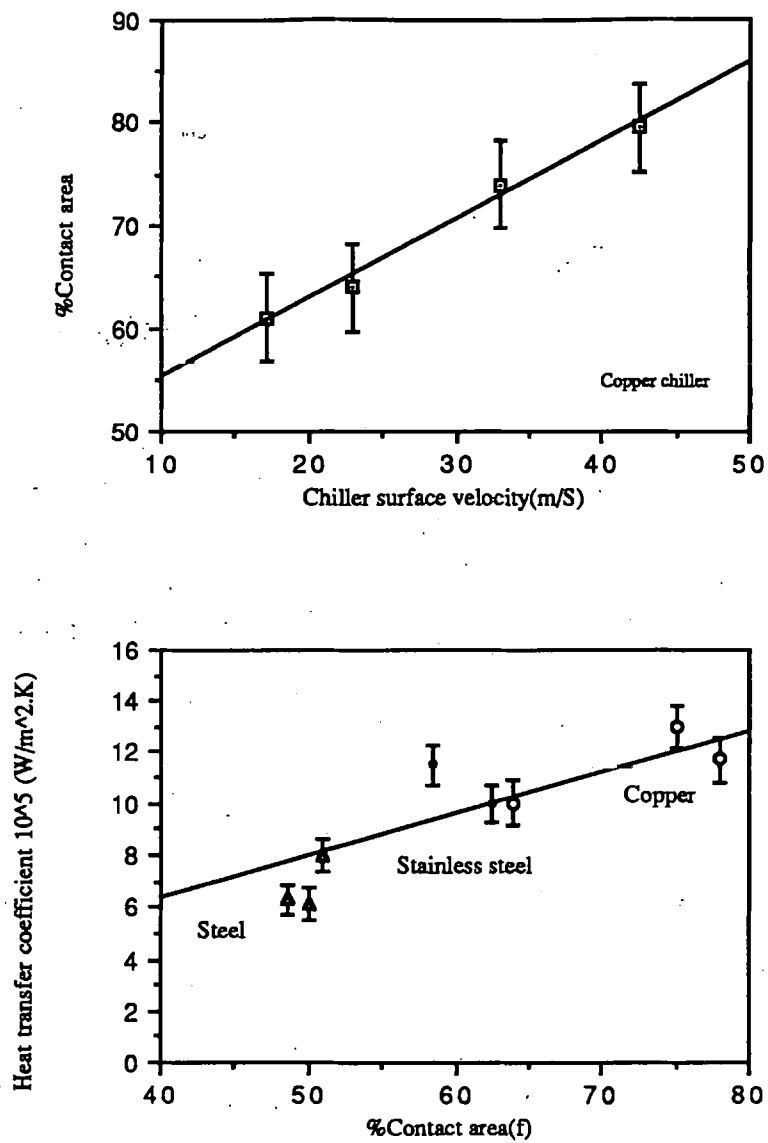 90
80
70
60
50
%Contact area
Copper chiller
10 20 30 40 50
Chiller surface velocity(m/S)
16
14
12
10
8
6
4
2
0
Heat transfer coefficient 10^5 (W/m^2.K)
Copper
Stainless steel
Steel
40 50 60 70 80
%Contact area(f)